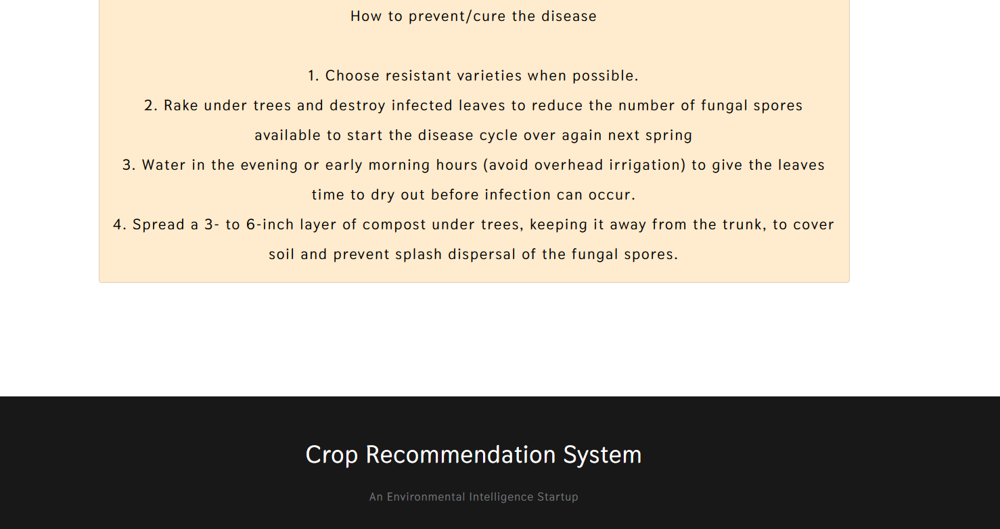 How to prevent/cure the disease
1. Choose resistant varieties when possible.
2. Rake under trees and destroy infected leaves to reduce the number of fungal spores
available to start the disease cycle over again next spring
3. Water in the evening or early morning hours (avoid overhead irrigation) to give the leaves
time to dry out before infection can occur.
4. Spread a 3- to 6-inch layer of compost under trees, keeping it away from the trunk, to cover
soil and prevent splash dispersal of the fungal spores.
Crop Recommendation System
An Environmental Intelligence Startup